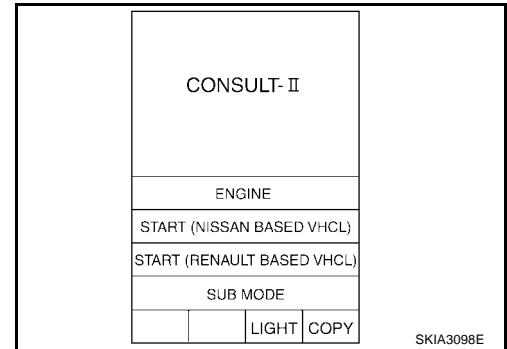 CONSULT-II
ENGINE
START (NISSAN BASED VHCL)
START (RENAULT BASED VHCL)
SUB MODE
LIGHT COPY
SKIA3098E